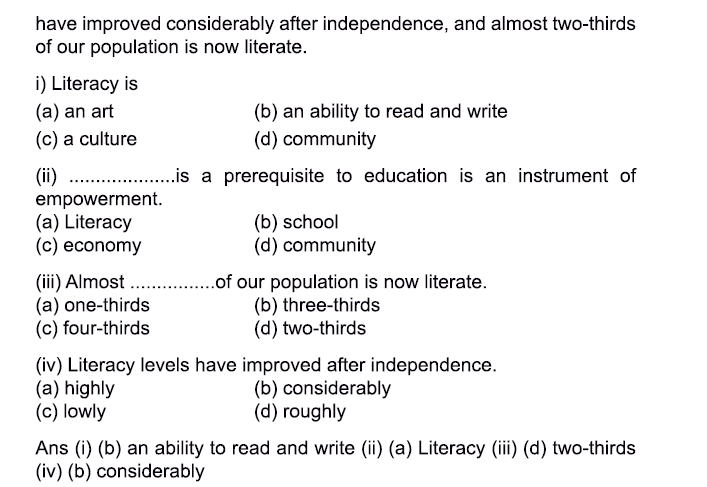 have improved considerably after independence, and almost two-thirds
of our population is now literate.
i) Literacy is
(a) an art (b) an ability to read and write
(c) a culture (d) community
(ii) ....................is a prerequisite to education is an instrument of
empowerment.
(a) Literacy (b) school
(c) economy (d) community
(iii) Almost ................of our population is now literate.
(a) one-thirds (b) three-thirds
(c) four-thirds (d) two-thirds
(iv) Literacy levels have improved after independence.
(a) highly (b) considerably
(c) lowly (d) roughly
Ans (i) (b) an ability to read and write (ii) (a) Literacy (iii) (d) two-thirds
(iv) (b) considerably